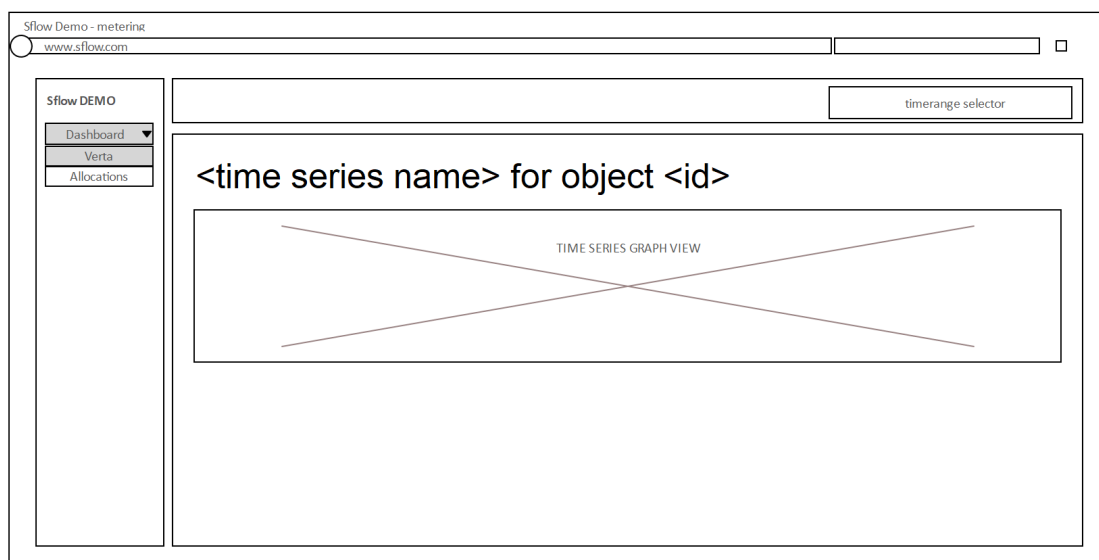 Sflow Demo - metering
www.sflow.com
Sflow DEMO
Dashboard
Verta
Allocations
timerange selector
<time series name> for object <id>
TIME SERIES GRAPH VIEW